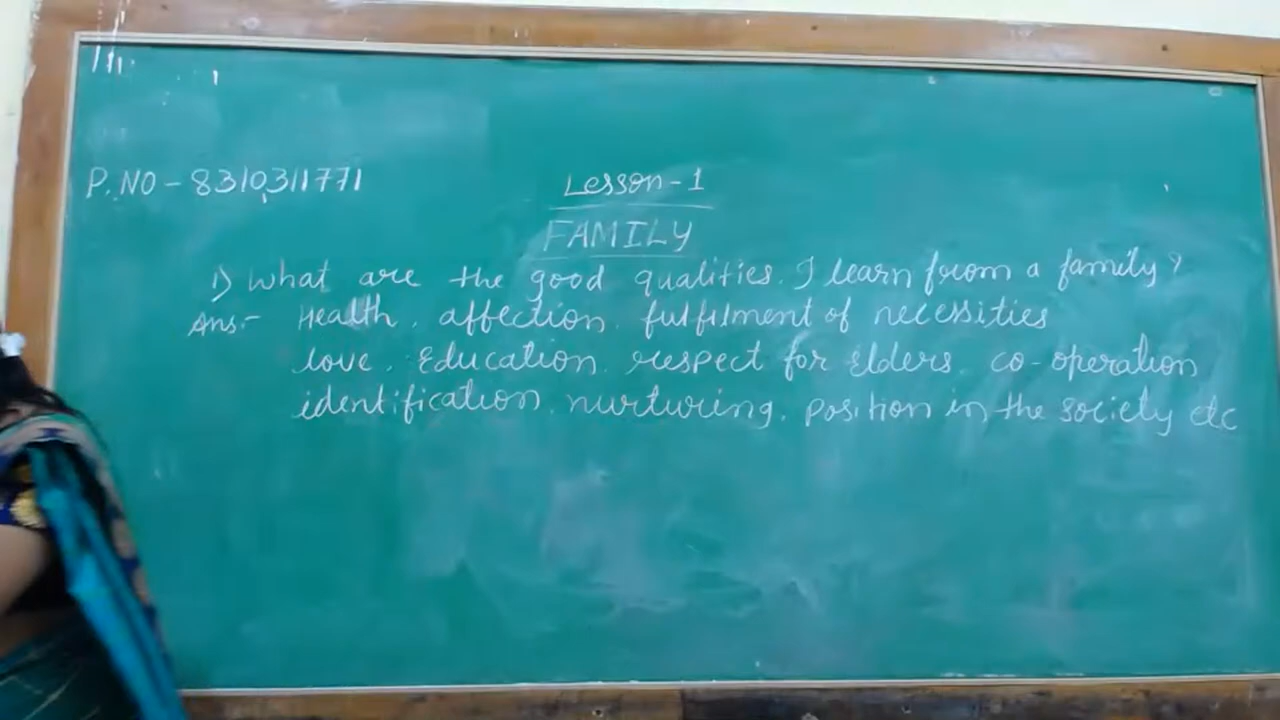 P.NO - 8310311771
Lesson-1
FAMILY
1) What are the good qualities. I learn from a family?
Ans:- Health, affection, fulfilment of necessities
love, Education, respect for Elders, co-operation
identification, nurturing, position in the society etc